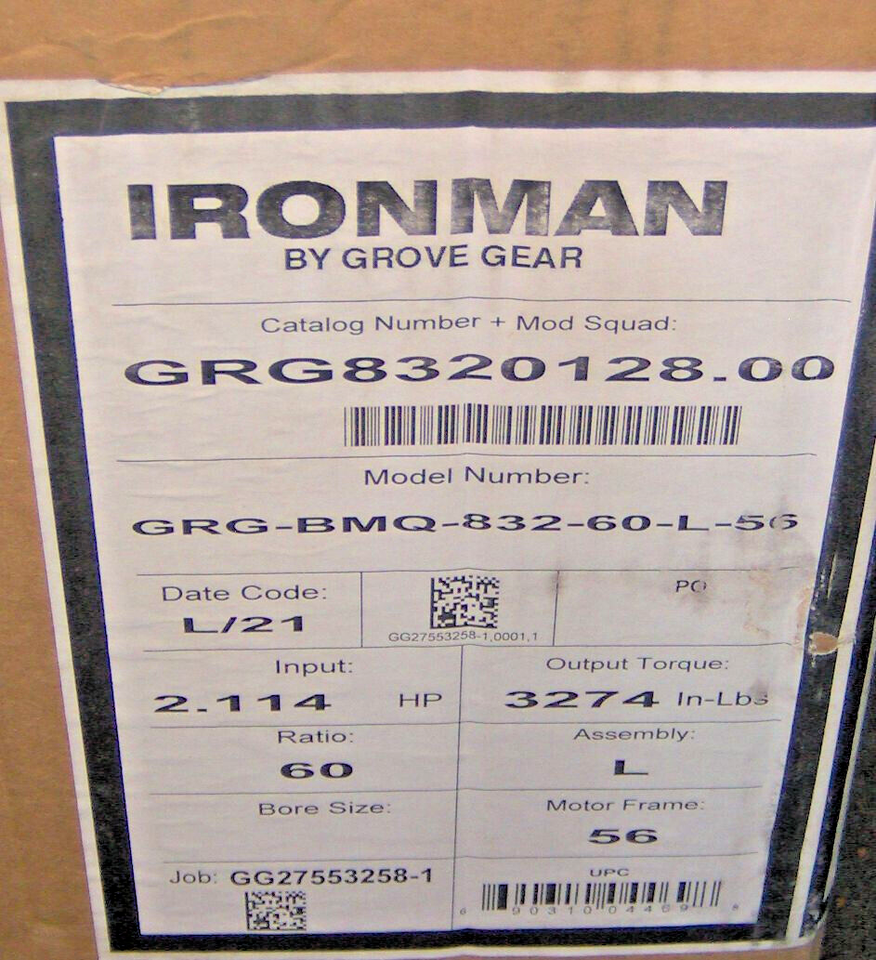 IRONMAN
BY GROVE GEAR
Catalog Number + Mod Squad:
GRG8320128.00
Model Number:
GRG-BMQ-832-60-L-56
Date Code:
L/21
GG27553258-1,0001,1
PO
Input:
2.114 HP
Output Torque:
3274 In-Lbs
Ratio:
60
Assembly:
L
Bore Size:
Motor Frame:
56
Job: GG27553258-1
UPC